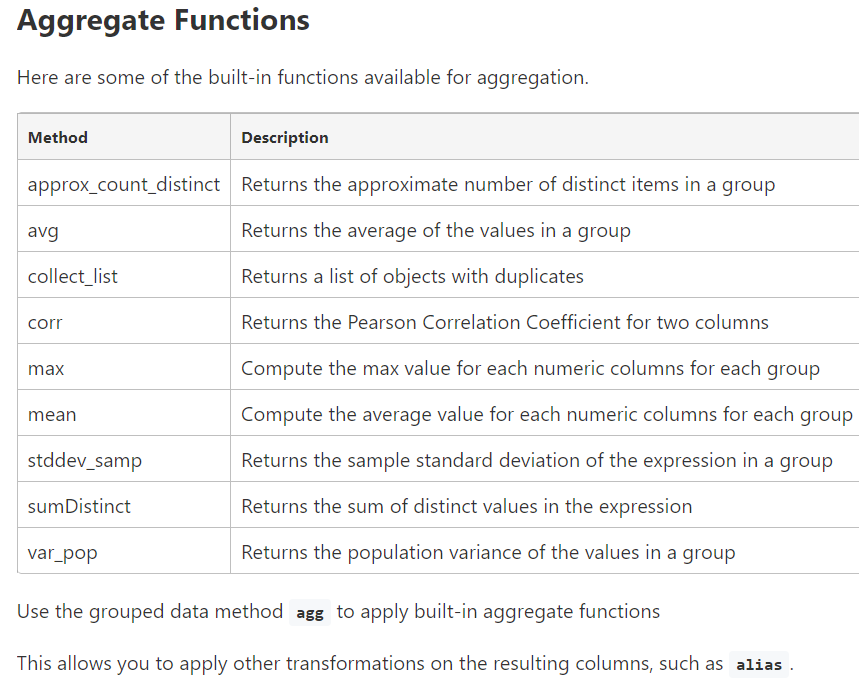 Aggregate Functions
Here are some of the built-in functions available for aggregation.
Method Description
approx_count_distinct Returns the approximate number of distinct items in a group
avg Returns the average of the values in a group
collect_list Returns a list of objects with duplicates
corr Returns the Pearson Correlation Coefficient for two columns
max Compute the max value for each numeric columns for each group
mean Compute the average value for each numeric columns for each group
stddev_samp Returns the sample standard deviation of the expression in a group
sumDistinct Returns the sum of distinct values in the expression
var_pop Returns the population variance of the values in a group
Use the grouped data method agg to apply built-in aggregate functions
This allows you to apply other transformations on the resulting columns, such as alias.